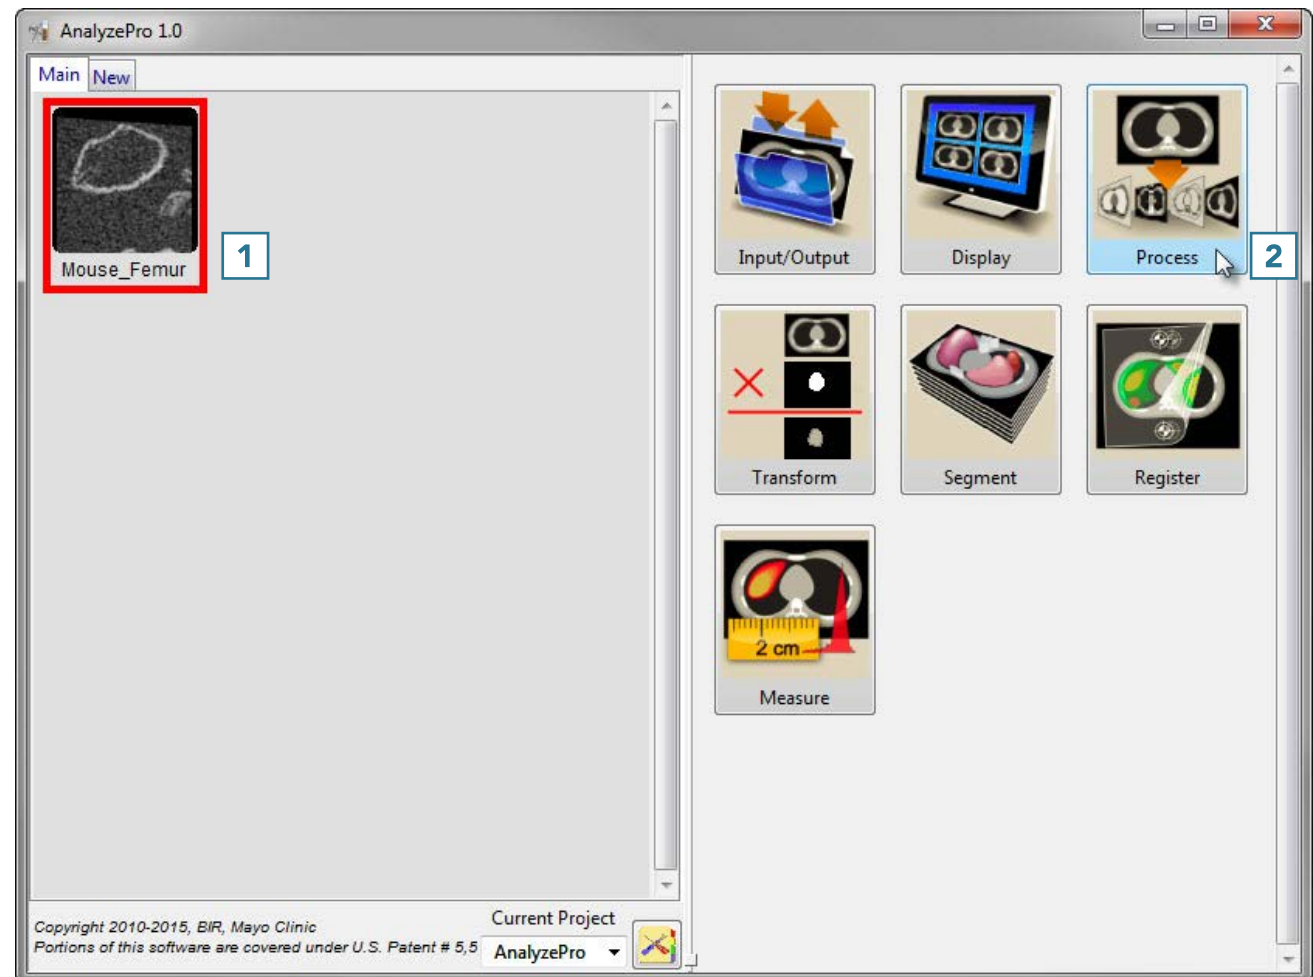 AnalyzePro 1.0
Main New
Mouse_Femur
1
Input/Output
Display
Process
2
Transform
Segment
Register
2 cm
Measure
Copyright 2010-2015, BIR, Mayo Clinic
Portions of this software are covered under U.S. Patent # 5,5
Current Project
AnalyzePro